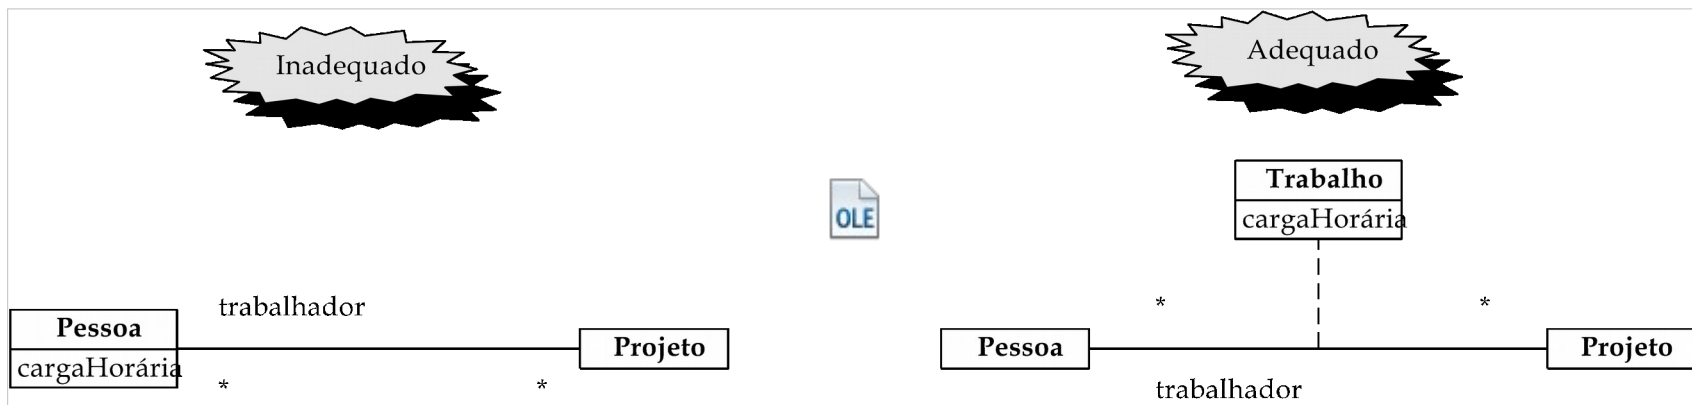 Inadequado
trabalhador
Pessoa
cargaHorária
Projeto
*
*
OLE
Adequado
Trabalho
cargaHorária
*
*
Pessoa
Projeto
trabalhador